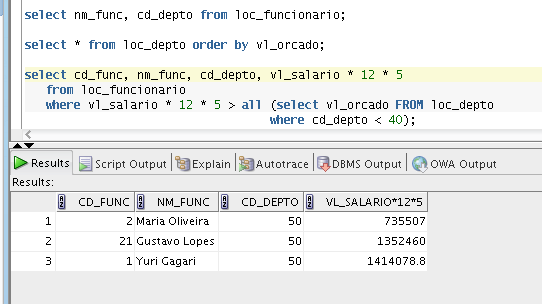 select nm_func, cd_depto from loc_funcionario;
select * from loc_depto order by vl_orcado;
select cd_func, nm_func, cd_depto, vl_salario * 12 * 5
from loc_funcionario
where vl_salario * 12 * 5 > all (select vl_orcado FROM loc_depto
where cd_depto < 40);
Results Script Output Explain Autotrace DBMS Output OWA Output
Results:
CD_FUNC NM_FUNC CD_DEPTO VL_SALARIO*12*5
1 2 Maria Oliveira 50 735507
2 21 Gustavo Lopes 50 1352460
3 1 Yuri Gagari 50 1414078.8